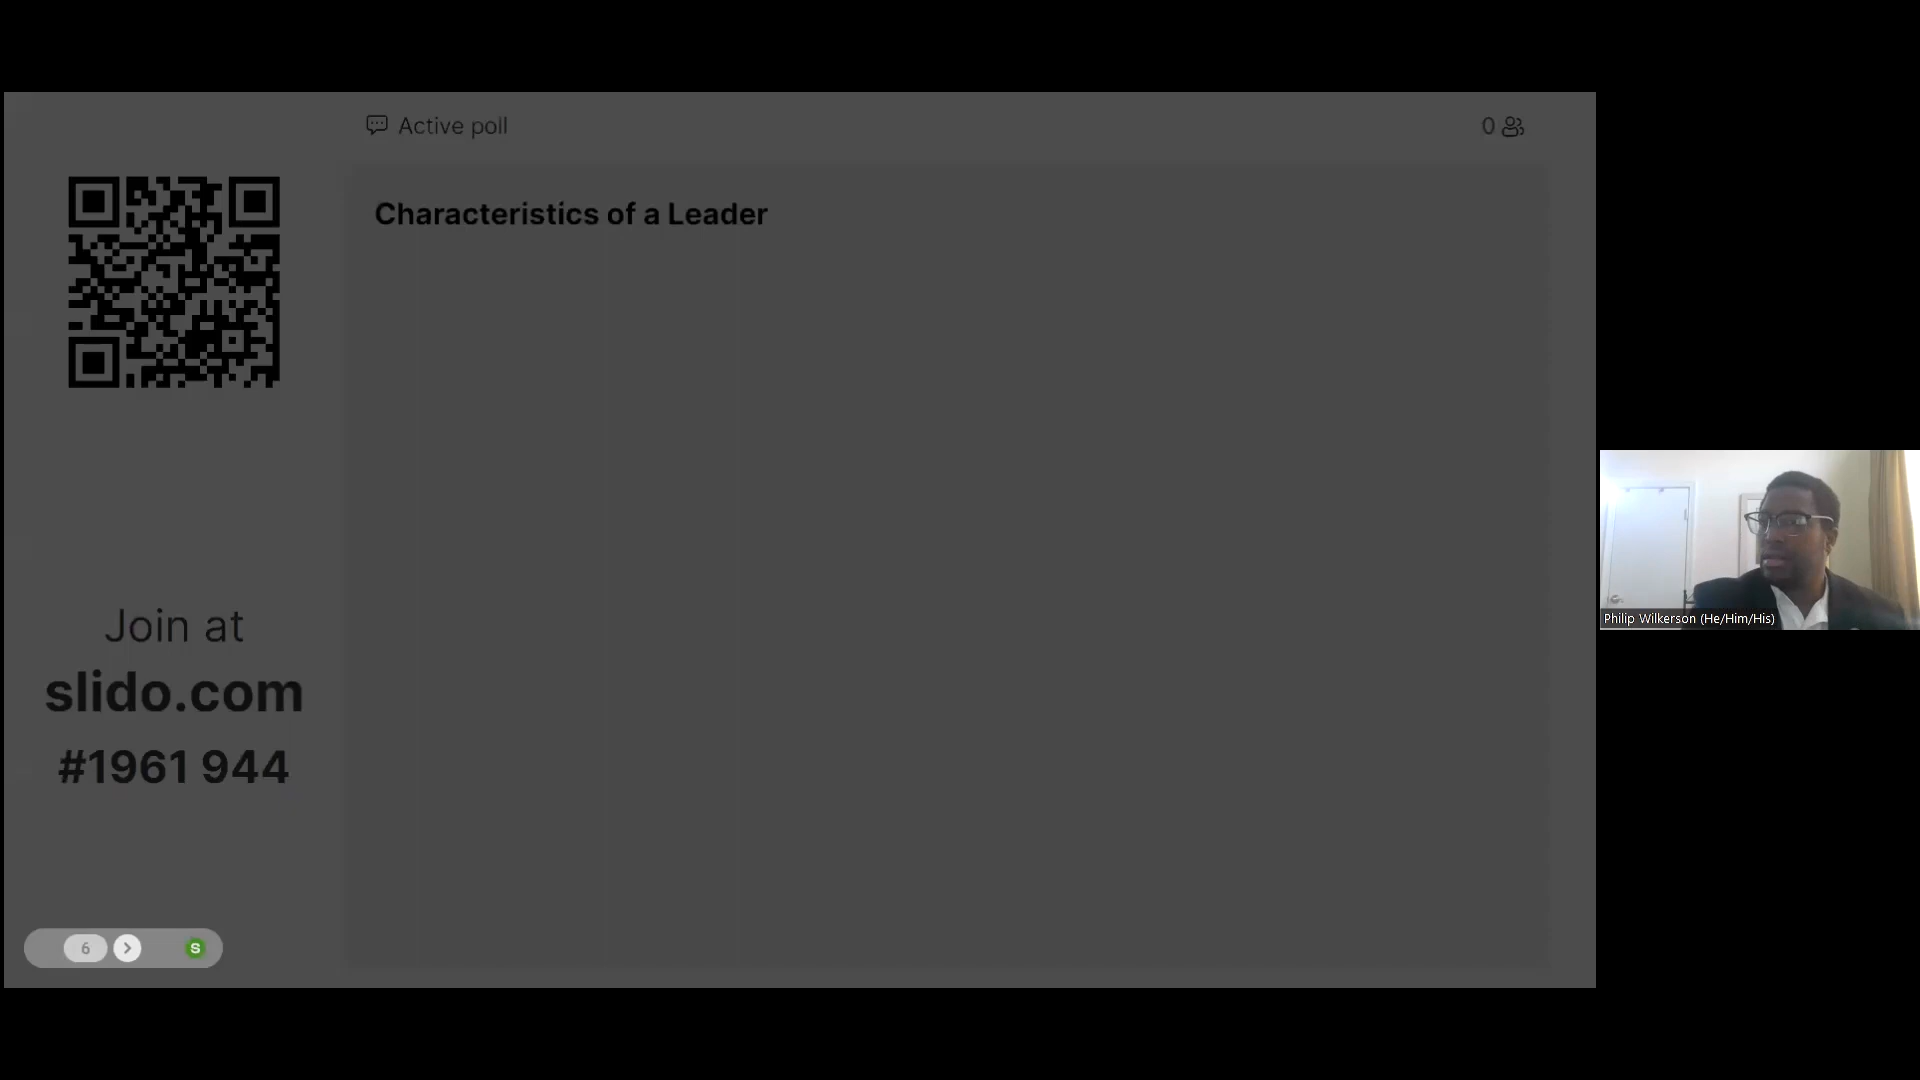 Active poll
0
Characteristics of a Leader
Join at
slido.com
#1961 944
6
S
Philip Wilkerson (He/Him/His)